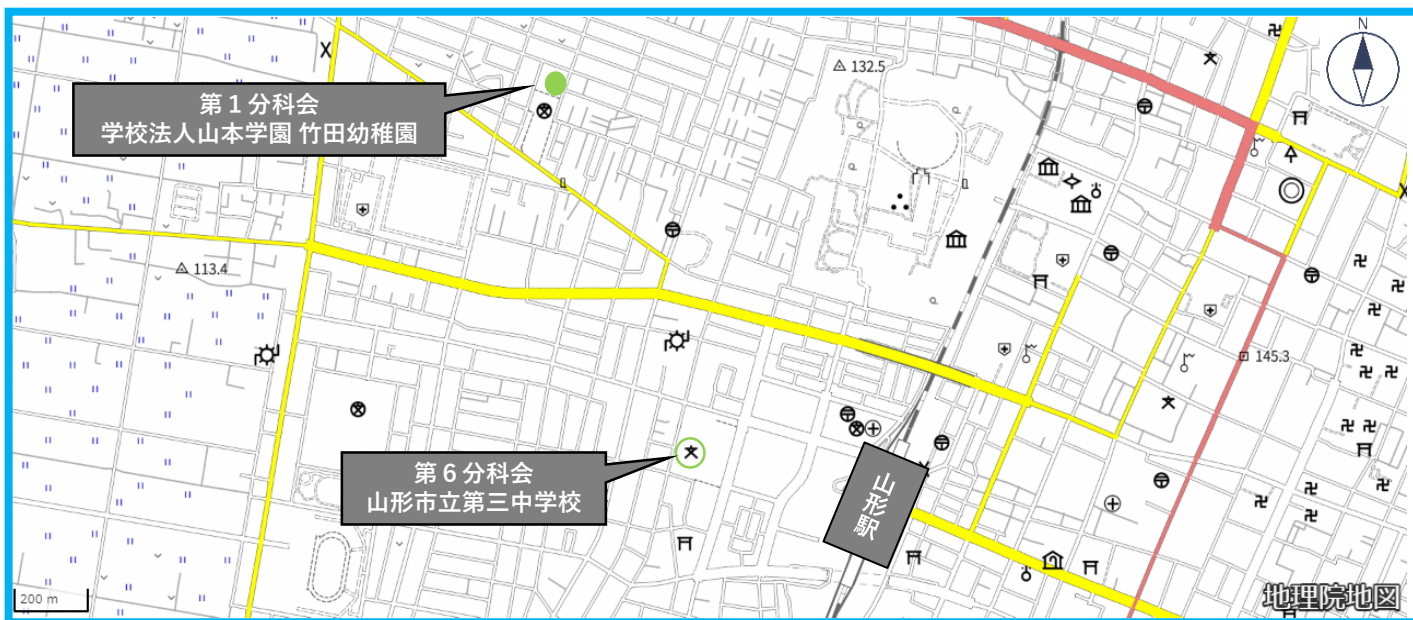 N
132.5
第1分科会
学校法人山本学園 竹田幼稚園
113.4
145.3
第6分科会
山形市立第三中学校
山形駅
200 m
地理院地図